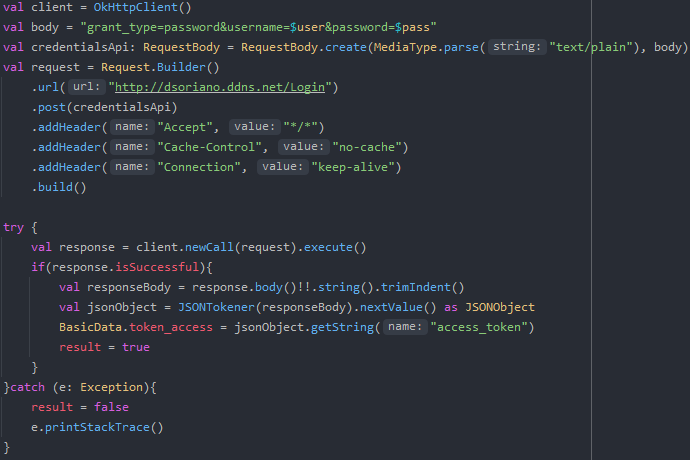 val client = OkHttpClient()
val body = "grant_type=password&username=$user&password=$pass"
val credentialsApi: RequestBody = RequestBody.create(MediaType.parse( string: "text/plain"), body)
val request = Request.Builder()
    .url( url: "http://dsoriano.ddns.net/Login")
    .post(credentialsApi)
    .addHeader( name: "Accept", value: "*/*")
    .addHeader( name: "Cache-Control", value: "no-cache")
    .addHeader( name: "Connection", value: "keep-alive")
    .build()

try {
    val response = client.newCall(request).execute()
    if(response.isSuccessful){
        val responseBody = response.body()!!.string().trimIndent()
        val jsonObject = JSONTokener(responseBody).nextValue() as JSONObject
        BasicData.token_access = jsonObject.getString( name: "access_token")
        result = true
    }
}catch (e: Exception){
    result = false
    e.printStackTrace()
}